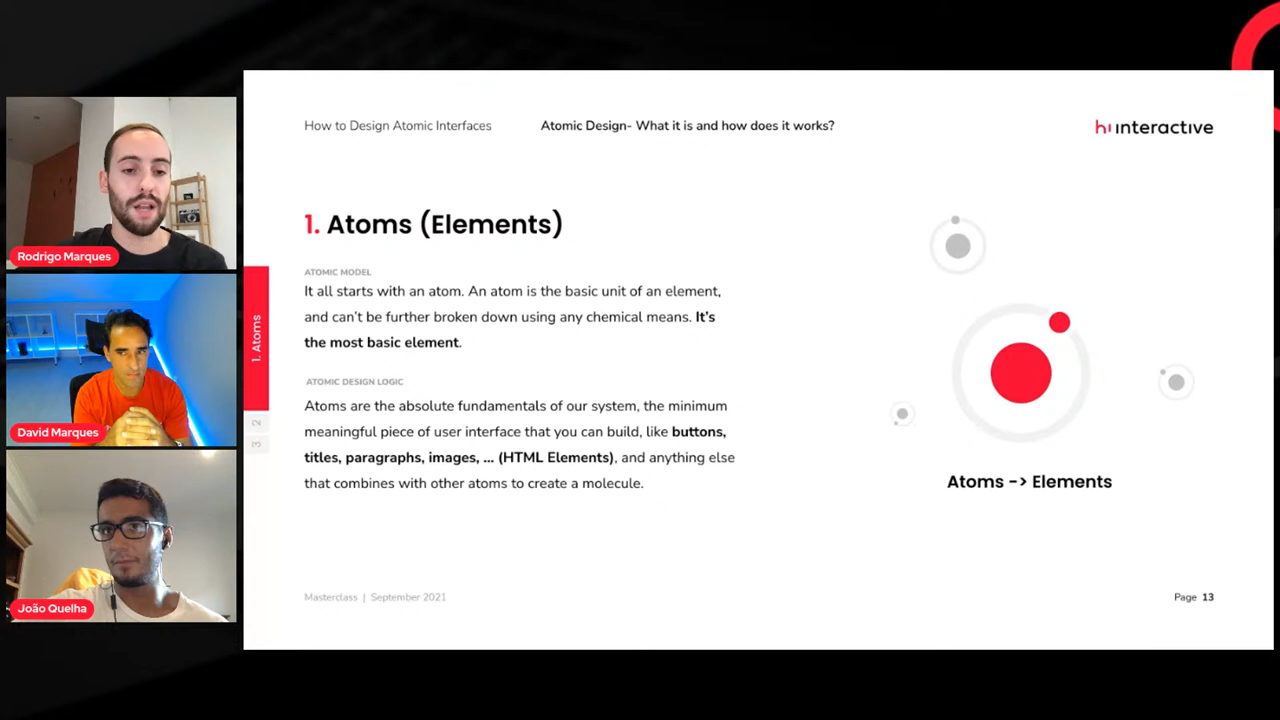 How to Design Atomic Interfaces
Atomic Design- What it is and how does it works?
hi interactive
1. Atoms (Elements)
ATOMIC MODEL
It all starts with an atom. An atom is the basic unit of an element,
and can’t be further broken down using any chemical means. It’s
the most basic element.
ATOMIC DESIGN LOGIC
Atoms are the absolute fundamentals of our system, the minimum
meaningful piece of user interface that you can build, like buttons,
titles, paragraphs, images, ... (HTML Elements), and anything else
that combines with other atoms to create a molecule.
1. Atoms
2
3
Atoms -> Elements
Masterclass | September 2021
Page 13
Rodrigo Marques
David Marques
João Quelha